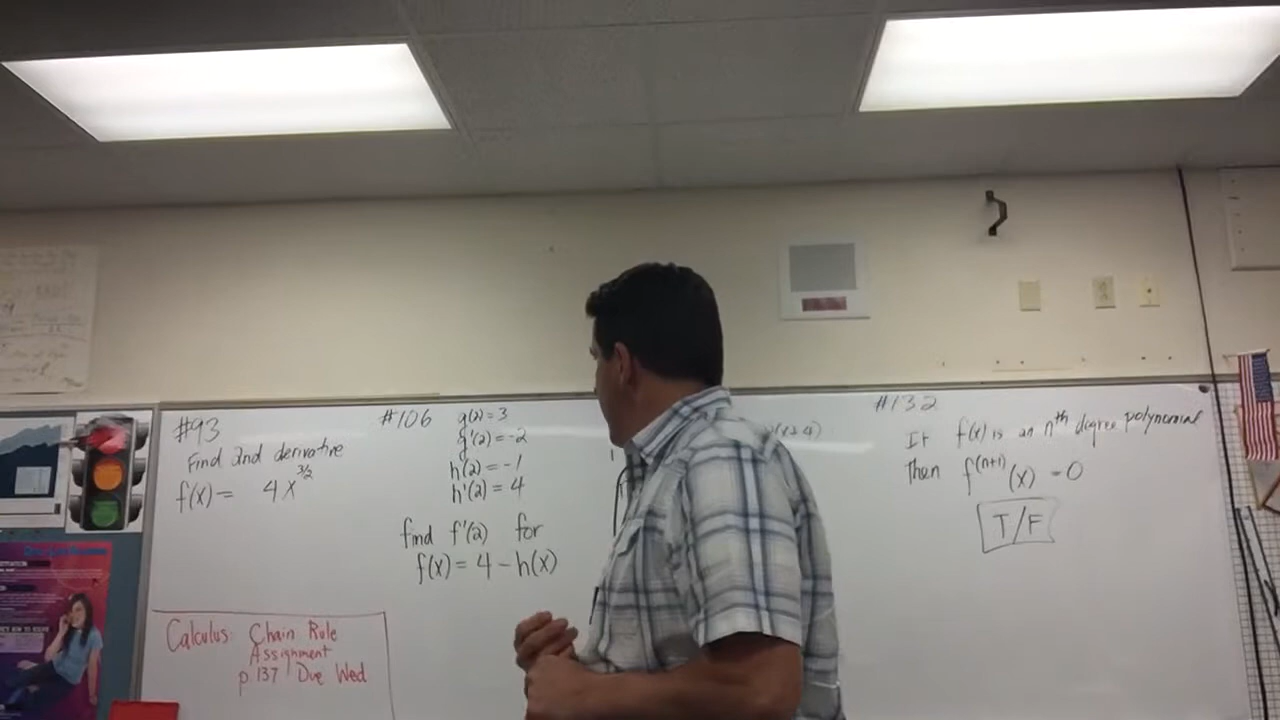 #93
Find 2nd derivative
f(x) = 4x^3/2
#106
g(2) = 3
g'(2) = -2
h(2) = -1
h'(2) = 4
find f'(2) for
f(x) = 4 - h(x)
Calculus: Chain Rule
Assignment
p.137 Due Wed
#132
If f(x) is an nth degree polynomial
Then f^(n+1)(x) = 0
T/F